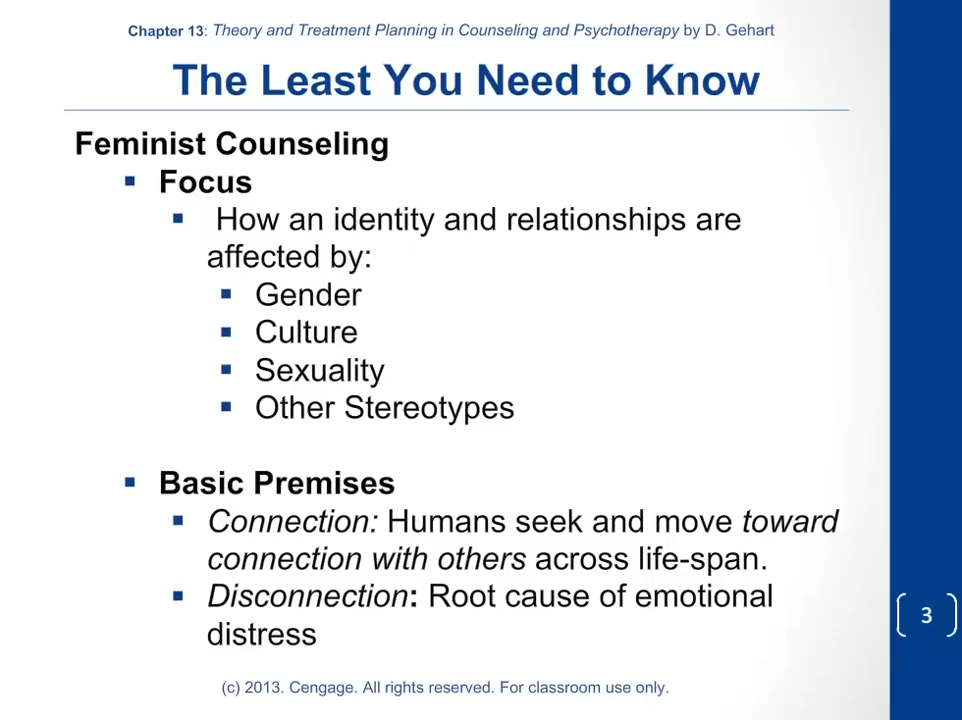 Chapter 13: Theory and Treatment Planning in Counseling and Psychotherapy by D. Gehart
The Least You Need to Know
Feminist Counseling
▪ Focus
▪ How an identity and relationships are
affected by:
▪ Gender
▪ Culture
▪ Sexuality
▪ Other Stereotypes
▪ Basic Premises
▪ Connection: Humans seek and move toward
connection with others across life-span.
▪ Disconnection: Root cause of emotional
distress
3
(c) 2013. Cengage. All rights reserved. For classroom use only.